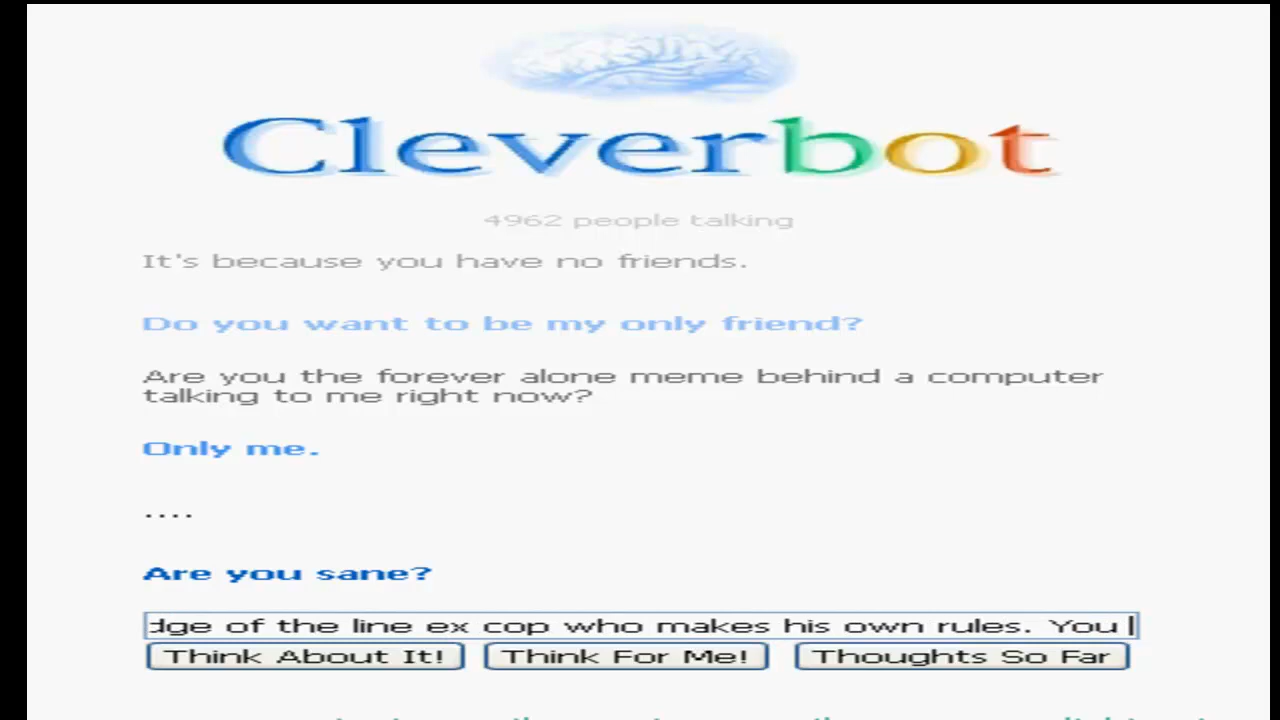 Cleverbot
4962 people talking
It's because you have no friends.
Do you want to be my only friend?
Are you the forever alone meme behind a computer
talking to me right now?
Only me.
....
Are you sane?
of the line ex cop who makes his own rules. You
Think About It! Think For Me! Thoughts So Far